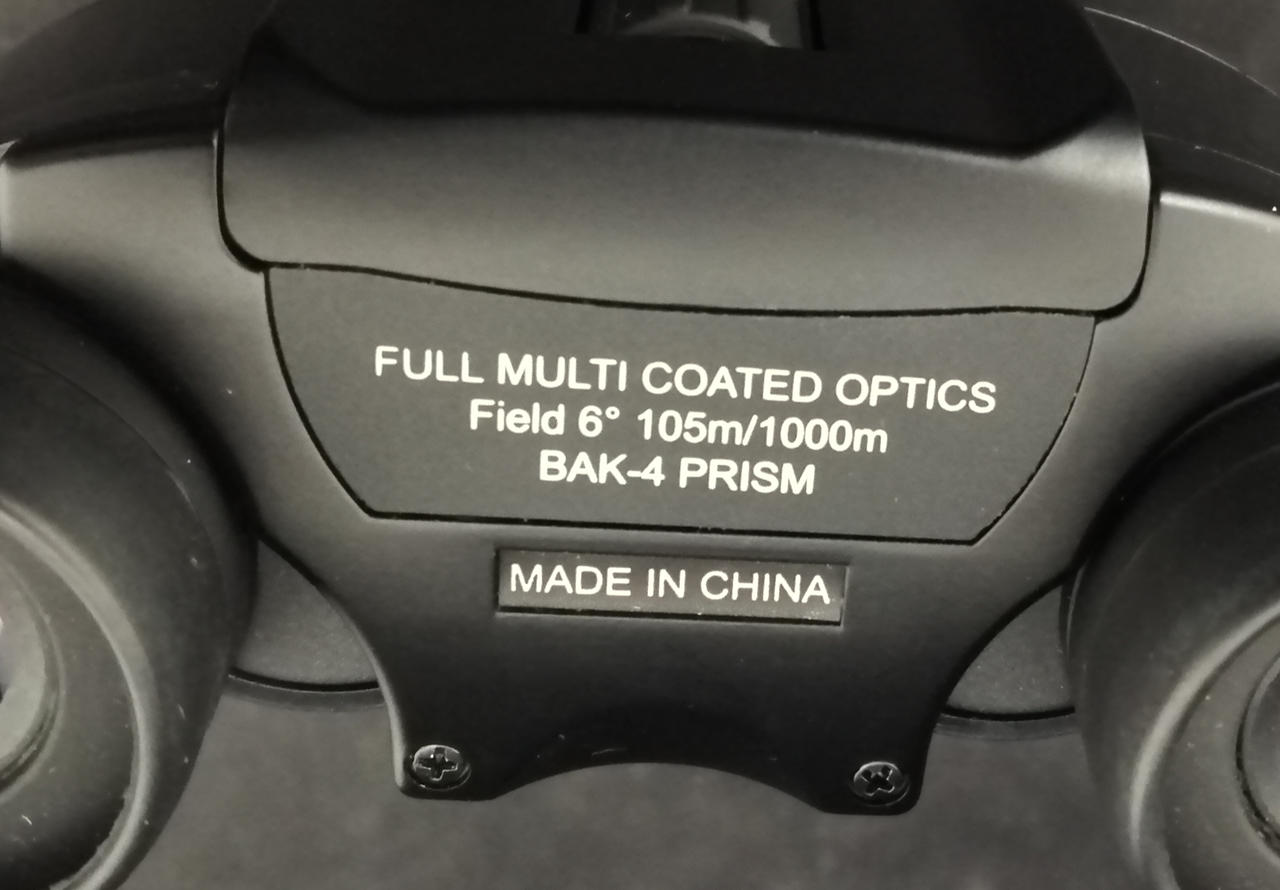 FULL MULTI COATED OPTICS
Field 6° 105m/1000m
BAK-4 PRISM
MADE IN CHINA